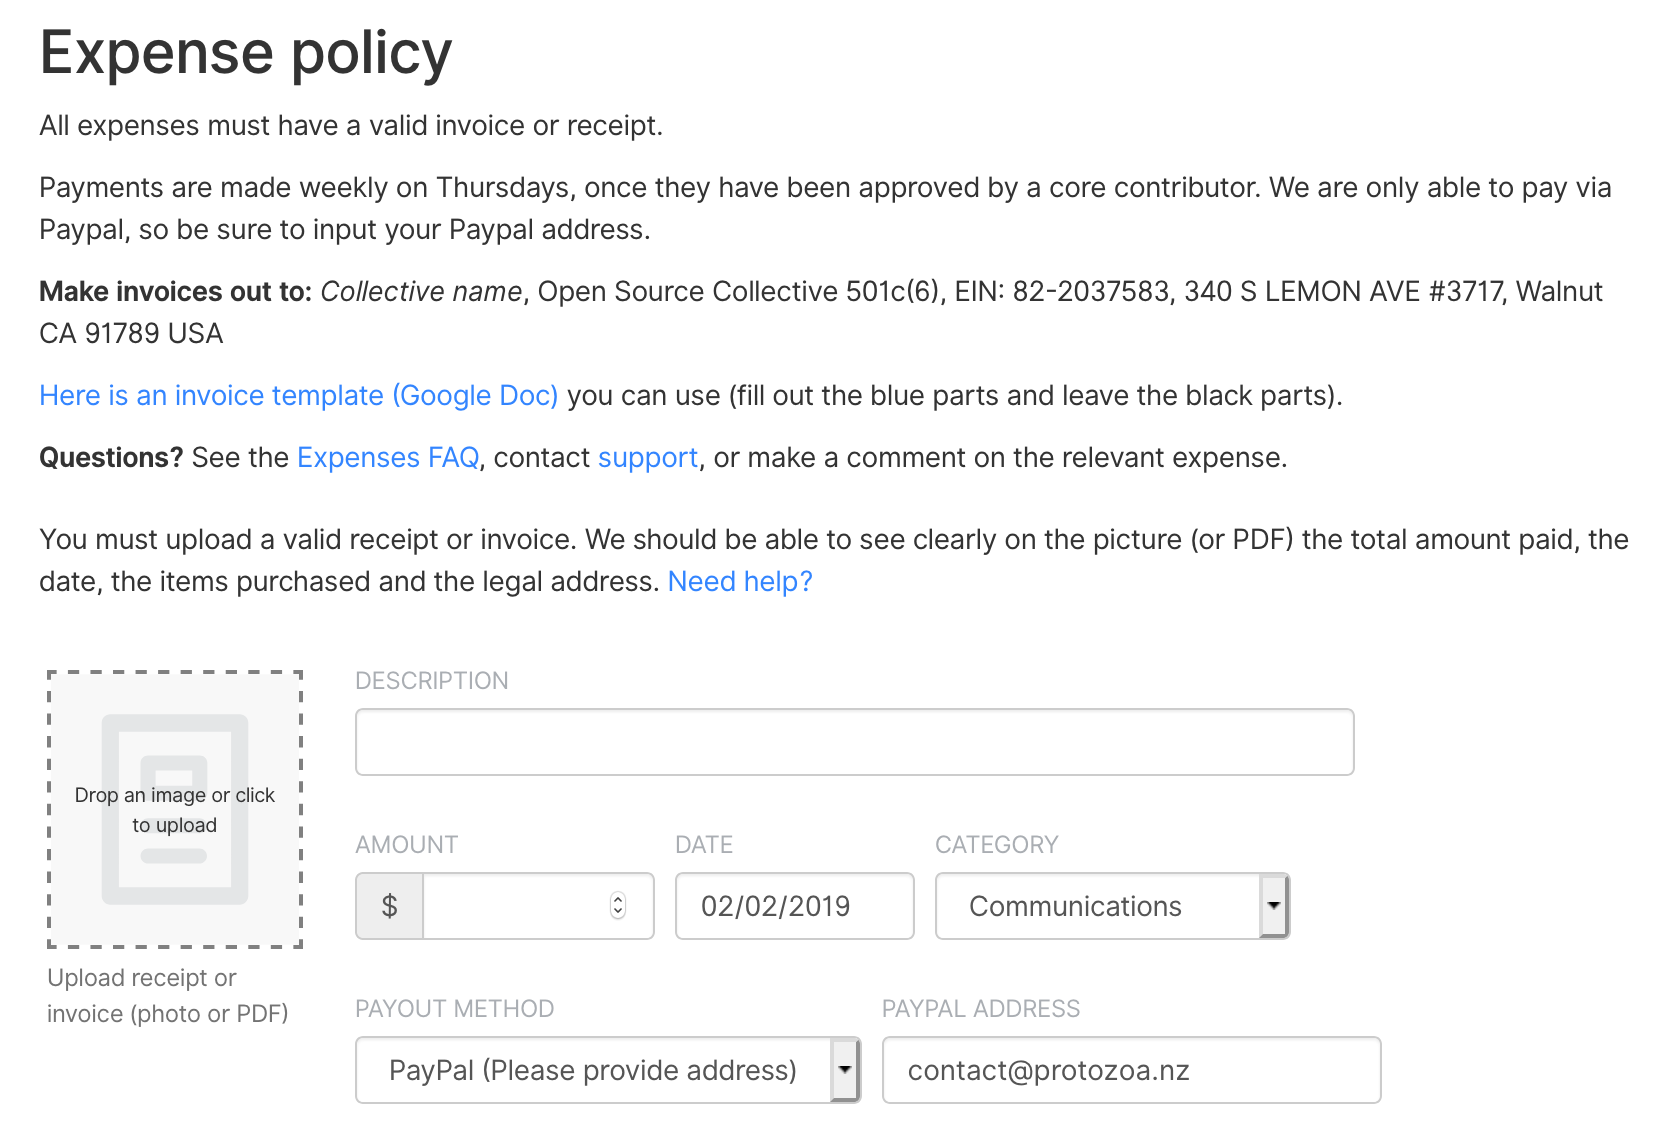 Expense policy
All expenses must have a valid invoice or receipt.
Payments are made weekly on Thursdays, once they have been approved by a core contributor. We are only able to pay via
Paypal, so be sure to input your Paypal address.
Make invoices out to: Collective name, Open Source Collective 501c(6), EIN: 82-2037583, 340 S LEMON AVE #3717, Walnut
CA 91789 USA
Here is an invoice template (Google Doc) you can use (fill out the blue parts and leave the black parts).
Questions? See the Expenses FAQ, contact support, or make a comment on the relevant expense.
You must upload a valid receipt or invoice. We should be able to see clearly on the picture (or PDF) the total amount paid, the
date, the items purchased and the legal address. Need help?
Drop an image or click
to upload
Upload receipt or
invoice (photo or PDF)
DESCRIPTION
AMOUNT DATE CATEGORY
$ 02/02/2019 Communications
PAYOUT METHOD PAYPAL ADDRESS
PayPal (Please provide address) contact@protozoa.nz